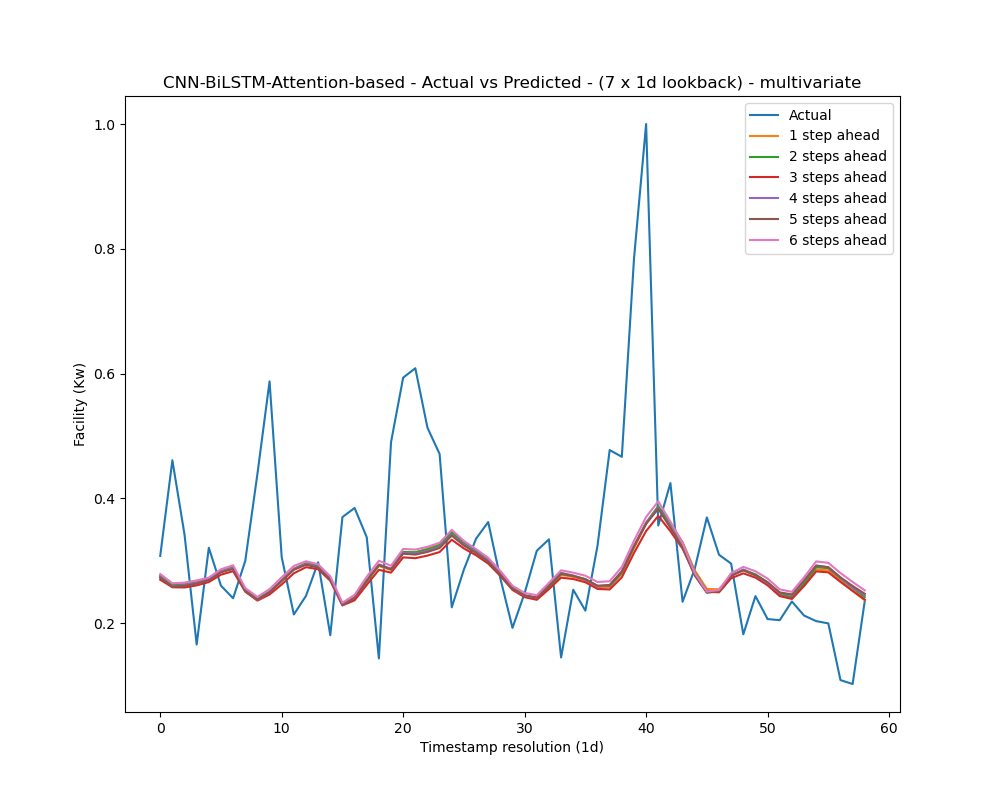 CNN-BiLSTM-Attention-based - Actual vs Predicted - (7 x 1d lookback) - multivariate
Actual
1 step ahead
2 steps ahead
3 steps ahead
4 steps ahead
5 steps ahead
6 steps ahead
1.0
0.8
0.6
0.4
0.2
Facility (Kw)
0 10 20 30 40 50 60
Timestamp resolution (1d)